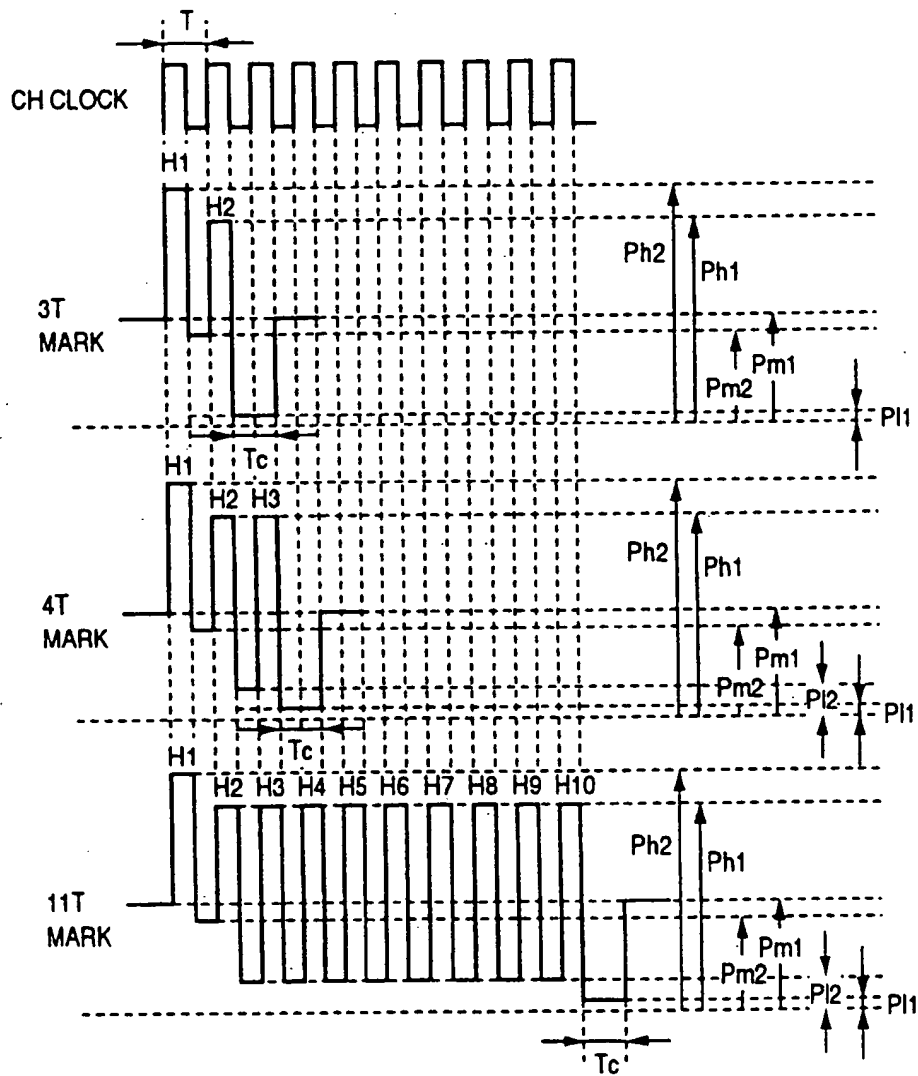 T
CH CLOCK
H1
H2
3T
MARK
Ph2
Ph1
Pm1
Pm2
Pl1
Tc
H1
H2 H3
4T
MARK
Ph2
Ph1
Pm1
Pm2
Pl2
Pl1
Tc
H1
H2 H3 H4 H5 H6 H7 H8 H9 H10
11T
MARK
Ph2
Ph1
Pm1
Pm2
Pl2
Pl1
Tc